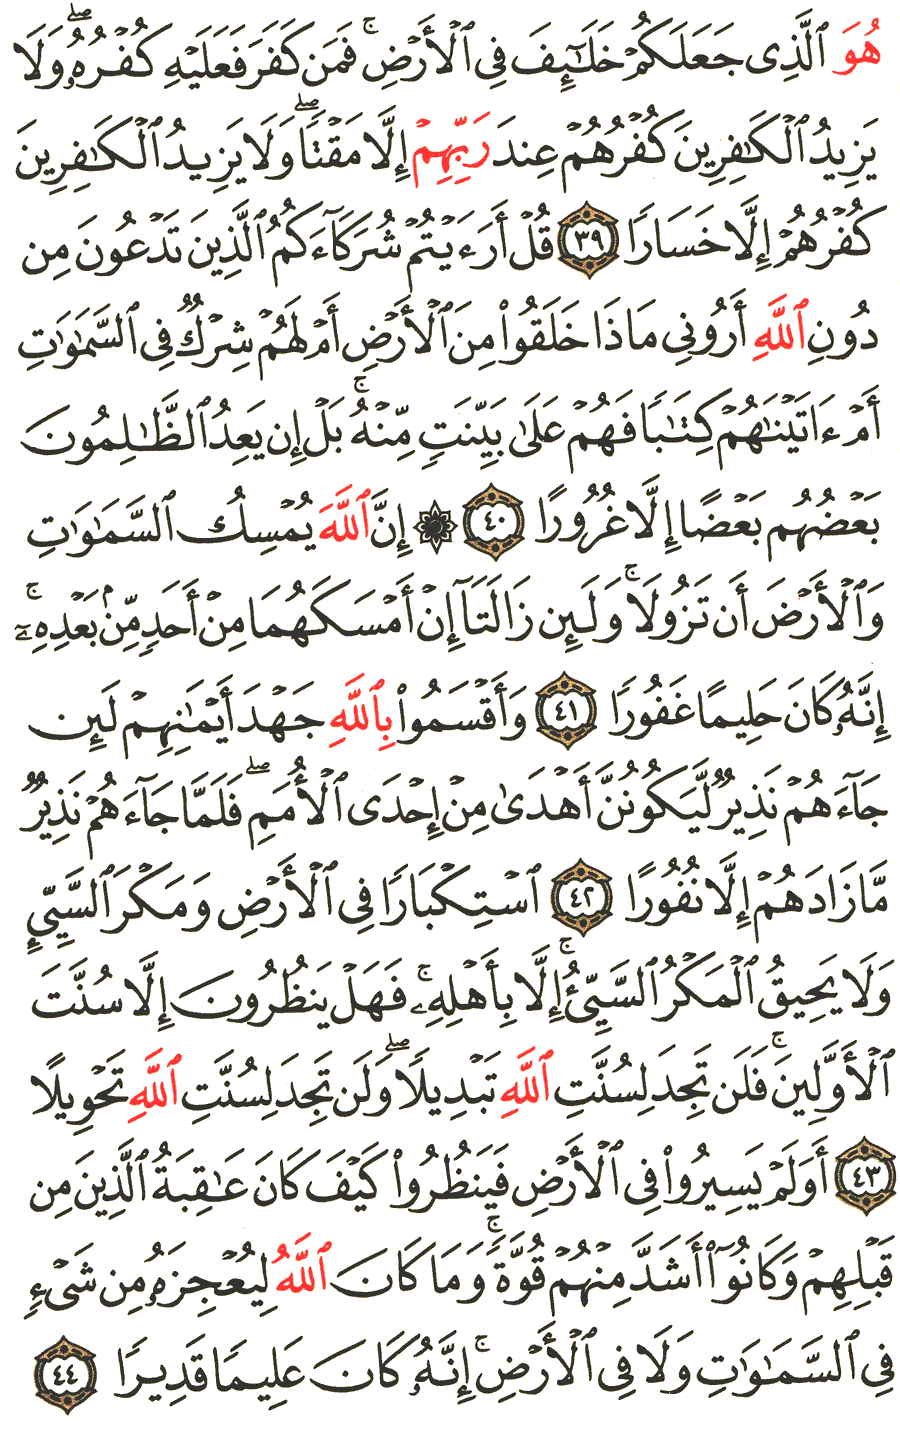 هُوَ ٱلَّذِى جَعَلَكُمْ خَلَـٰٓئِفَ فِى ٱلْأَرْضِ ۚ فَمَن كَفَرَ فَعَلَيْهِ كُفْرُهُۥ ۖ وَلَا
يَزِيدُ ٱلْكَـٰفِرِينَ كُفْرُهُمْ عِندَ رَبِّهِمْ إِلَّا مَقْتًا ۖ وَلَا يَزِيدُ ٱلْكَـٰفِرِينَ
كُفْرُهُمْ إِلَّا خَسَارًا ٣٩ قُلْ أَرَءَيْتُمْ شُرَكَآءَكُمُ ٱلَّذِينَ تَدْعُونَ مِن
دُونِ ٱللَّهِ أَرُونِى مَاذَا خَلَقُوا۟ مِنَ ٱلْأَرْضِ أَمْ لَهُمْ شِرْكٌ فِى ٱلسَّمَـٰوَٰتِ
أَمْ ءَاتَيْنَـٰهُمْ كِتَـٰبًا فَهُمْ عَلَىٰ بَيِّنَتٍ مِّنْهُ ۚ بَلْ إِن يَعِدُ ٱلظَّـٰلِمُونَ
بَعْضُهُم بَعْضًا إِلَّا غُرُورًا ٤٠ ۞ إِنَّ ٱللَّهَ يُمْسِكُ ٱلسَّمَـٰوَٰتِ
وَٱلْأَرْضَ أَن تَزُولَا ۚ وَلَئِن زَالَتَآ إِنْ أَمْسَكَهُمَا مِنْ أَحَدٍ مِّنۢ بَعْدِهِۦٓ ۚ
إِنَّهُۥ كَانَ حَلِيمًا غَفُورًا ٤١ وَأَقْسَمُوا۟ بِٱللَّهِ جَهْدَ أَيْمَـٰنِهِمْ لَئِن
جَآءَهُمْ نَذِيرٌ لَّيَكُونُنَّ أَهْدَىٰ مِنْ إِحْدَى ٱلْأُمَمِ ۖ فَلَمَّا جَآءَهُمْ نَذِيرٌ
مَّا زَادَهُمْ إِلَّا نُفُورًا ٤٢ ٱسْتِكْبَارًا فِى ٱلْأَرْضِ وَمَكْرَ ٱلسَّيِّئِ
وَلَا يَحِيقُ ٱلْمَكْرُ ٱلسَّيِّئُ إِلَّا بِأَهْلِهِۦ ۚ فَهَلْ يَنظُرُونَ إِلَّا سُنَّتَ
ٱلْأَوَّلِينَ ۚ فَلَن تَجِدَ لِسُنَّتِ ٱللَّهِ تَبْدِيلًا ۖ وَلَن تَجِدَ لِسُنَّتِ ٱللَّهِ تَحْوِيلًا
٤٣ أَوَلَمْ يَسِيرُوا۟ فِى ٱلْأَرْضِ فَيَنظُرُوا۟ كَيْفَ كَانَ عَـٰقِبَةُ ٱلَّذِينَ مِن
قَبْلِهِمْ وَكَانُوٓا۟ أَشَدَّ مِنْهُمْ قُوَّةً ۚ وَمَا كَانَ ٱللَّهُ لِيُعْجِزَهُۥ مِن شَىْءٍ
فِى ٱلسَّمَـٰوَٰتِ وَلَا فِى ٱلْأَرْضِ ۚ إِنَّهُۥ كَانَ عَلِيمًا قَدِيرًا ٤٤